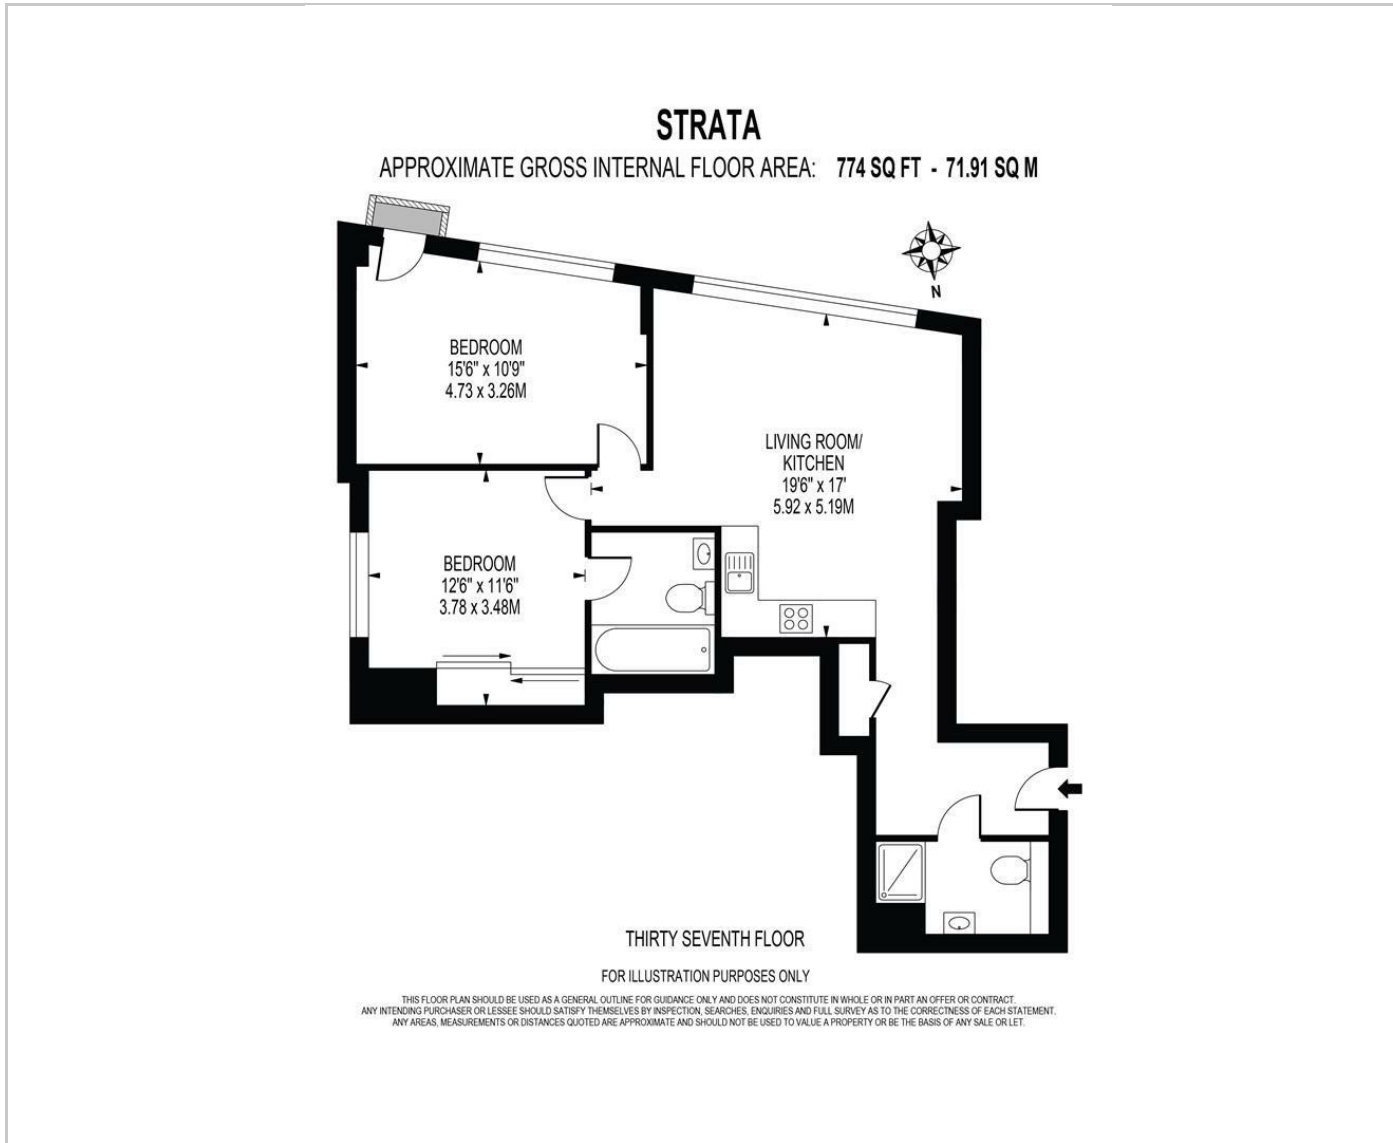 STRATA
APPROXIMATE GROSS INTERNAL FLOOR AREA: 774 SQ FT - 71.91 SQ M
N
BEDROOM
15'6" x 10'9"
4.73 x 3.26M
LIVING ROOM/
KITCHEN
19'6" x 17'
5.92 x 5.19M
BEDROOM
12'6" x 11'6"
3.78 x 3.48M
THIRTY SEVENTH FLOOR
FOR ILLUSTRATION PURPOSES ONLY
THIS FLOOR PLAN SHOULD BE USED AS A GENERAL OUTLINE FOR GUIDANCE ONLY AND DOES NOT CONSTITUTE IN WHOLE OR IN PART AN OFFER OR CONTRACT.
ANY INTENDING PURCHASER OR LESSEE SHOULD SATISFY THEMSELVES BY INSPECTION, SEARCHES, ENQUIRIES AND FULL SURVEY AS TO THE CORRECTNESS OF EACH STATEMENT.
ANY AREAS, MEASUREMENTS OR DISTANCES QUOTED ARE APPROXIMATE AND SHOULD NOT BE USED TO VALUE A PROPERTY OR BE THE BASIS OF ANY SALE OR LET.